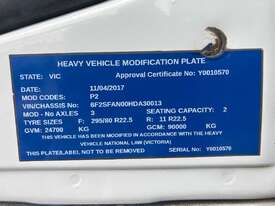 HEAVY VEHICLE MODIFICATION PLATE
STATE: VIC Approval Certificate No: Y0010570
DATE: 11/04/2017
MOD CODES: P2
VIN/CHASSIS No: 6F2SFAN00HDA30013
MOD - No AXLES 3 SEATING CAPACITY: 2
TYRE SIZES: F: 295/80 R22.5 R: 11 R22.5
GVM: 24700 KG GCM: 90000 KG
THIS VEHICLE HAS BEEN MODIFIED IN ACCORDANCE WITH THE HEAVY
VEHICLE NATIONAL LAW (VICTORIA)
THIS PLATE/LABEL NOT TO BE REMOVED SERIAL No: Y0010570